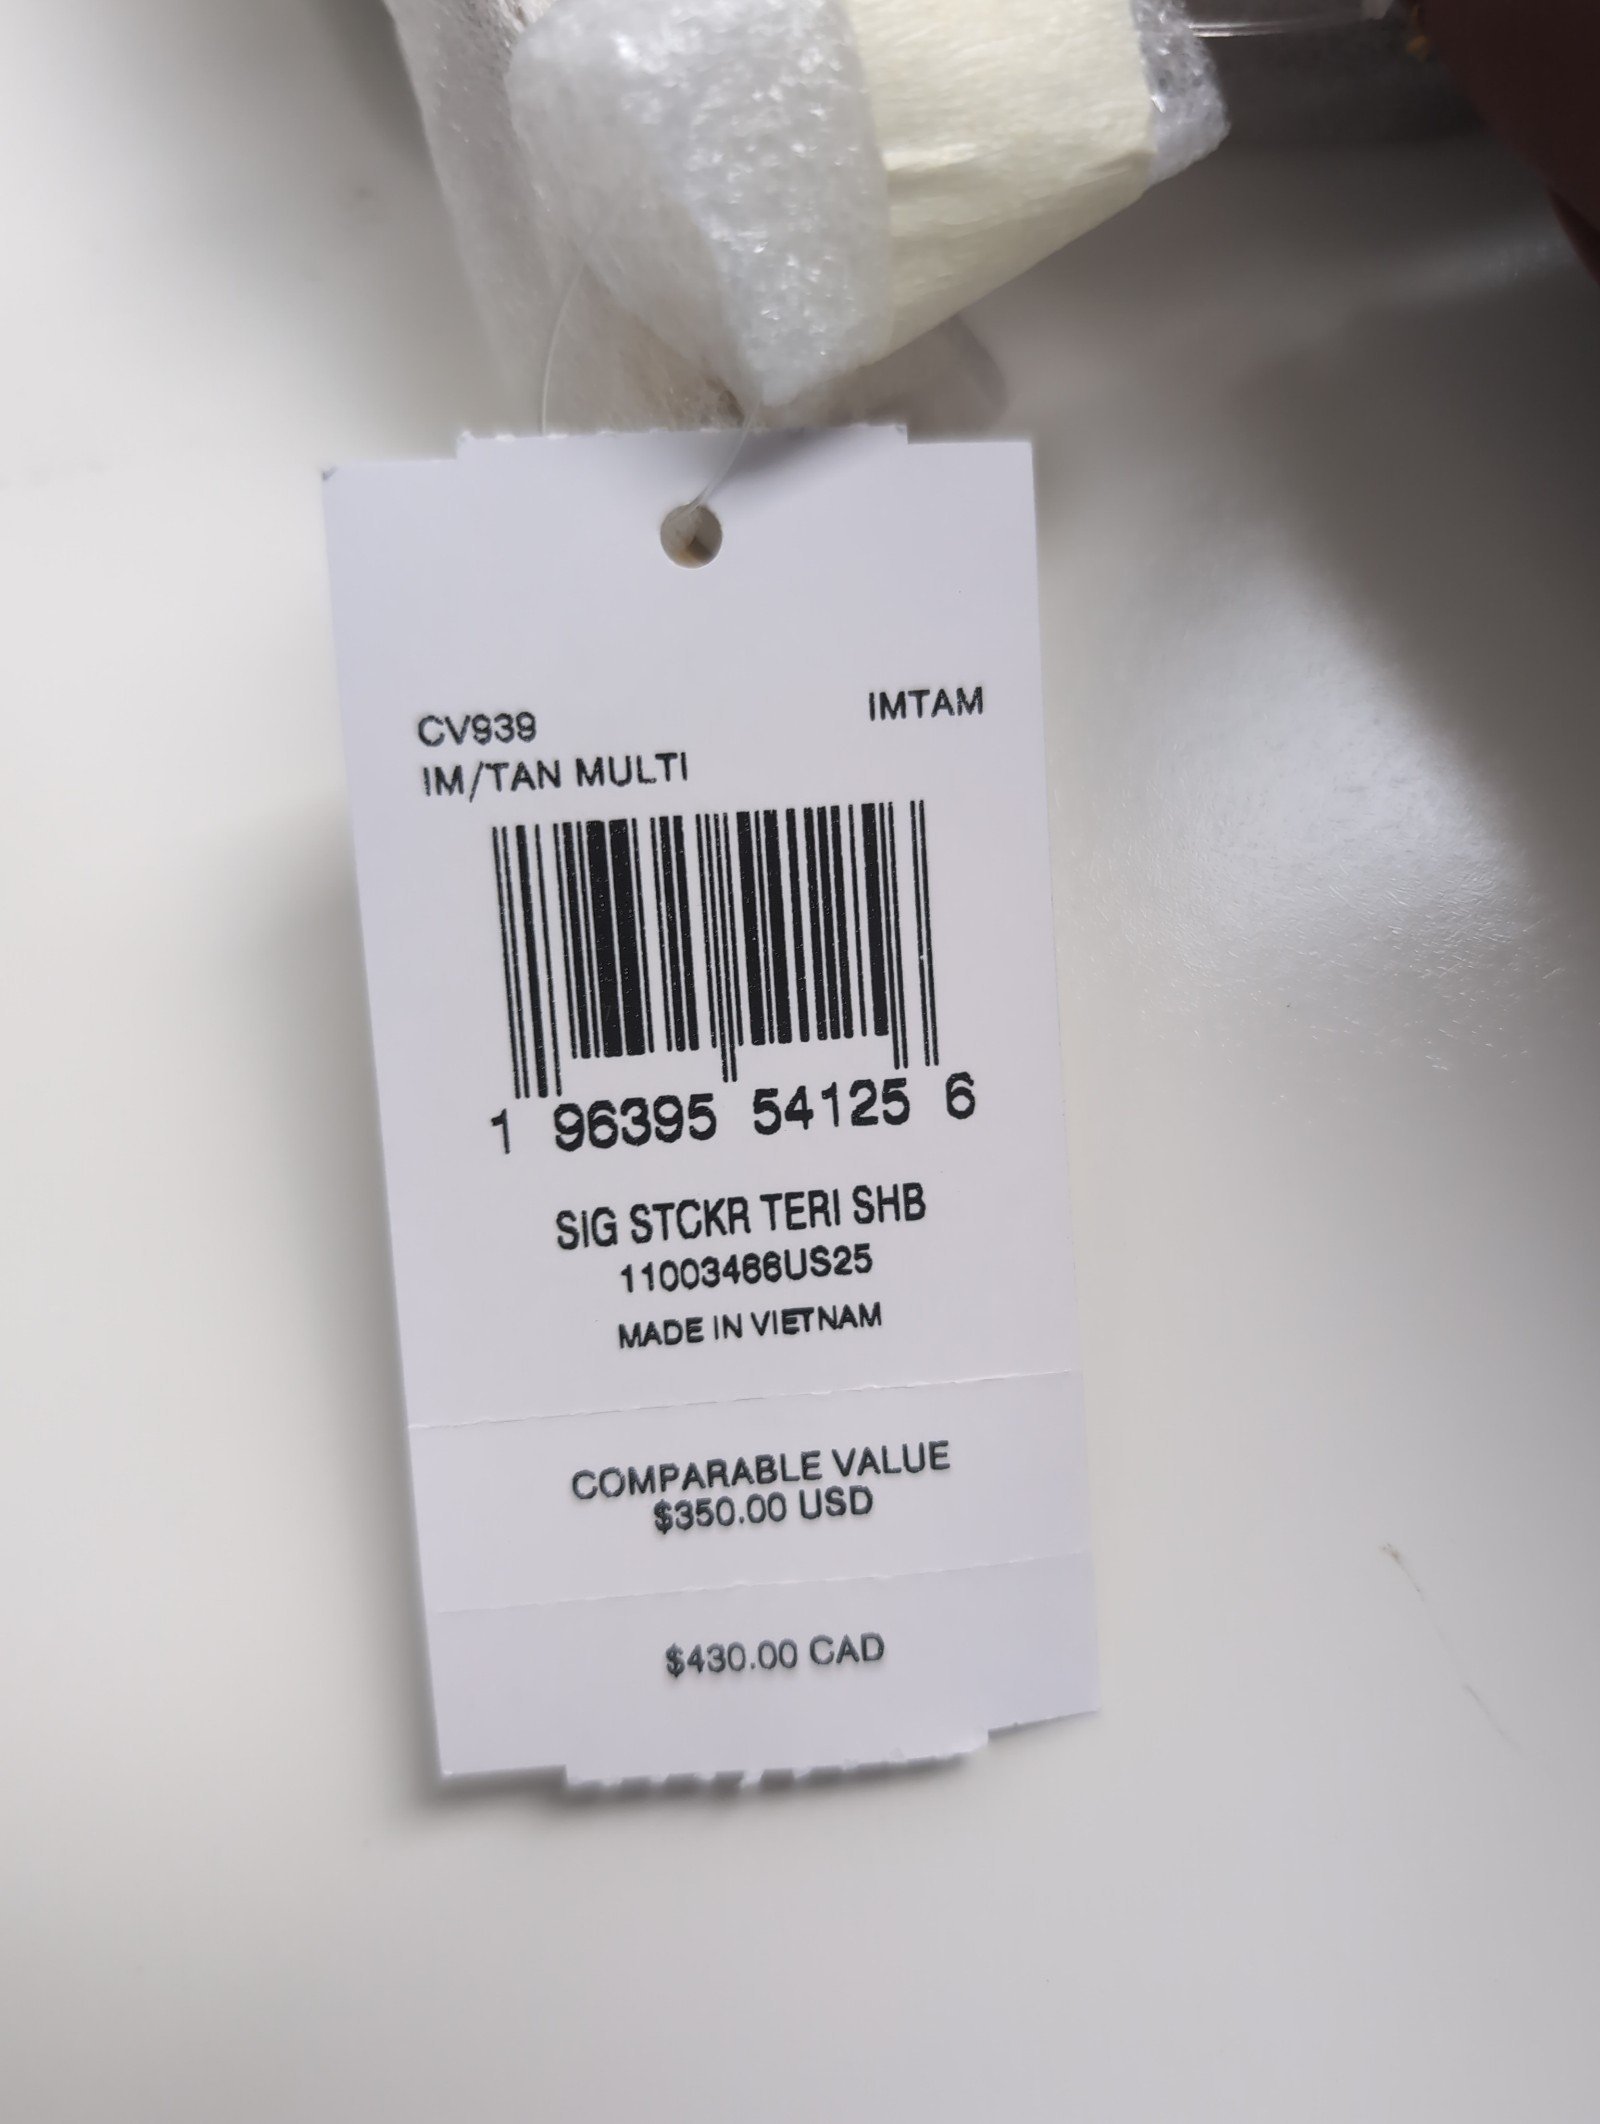 CV939
IMTAM
IM/TAN MULTI
1 96395 54125 6
SIG STCKR TERI SHB
11003466US25
MADE IN VIETNAM
COMPARABLE VALUE
$350.00 USD
$430.00 CAD